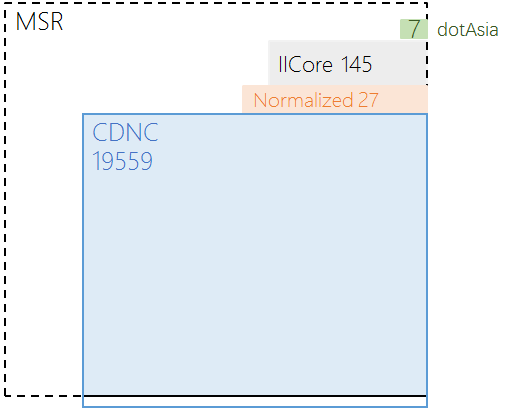 MSR
7 dotAsia
IICore 145
Normalized 27
CDNC
19559